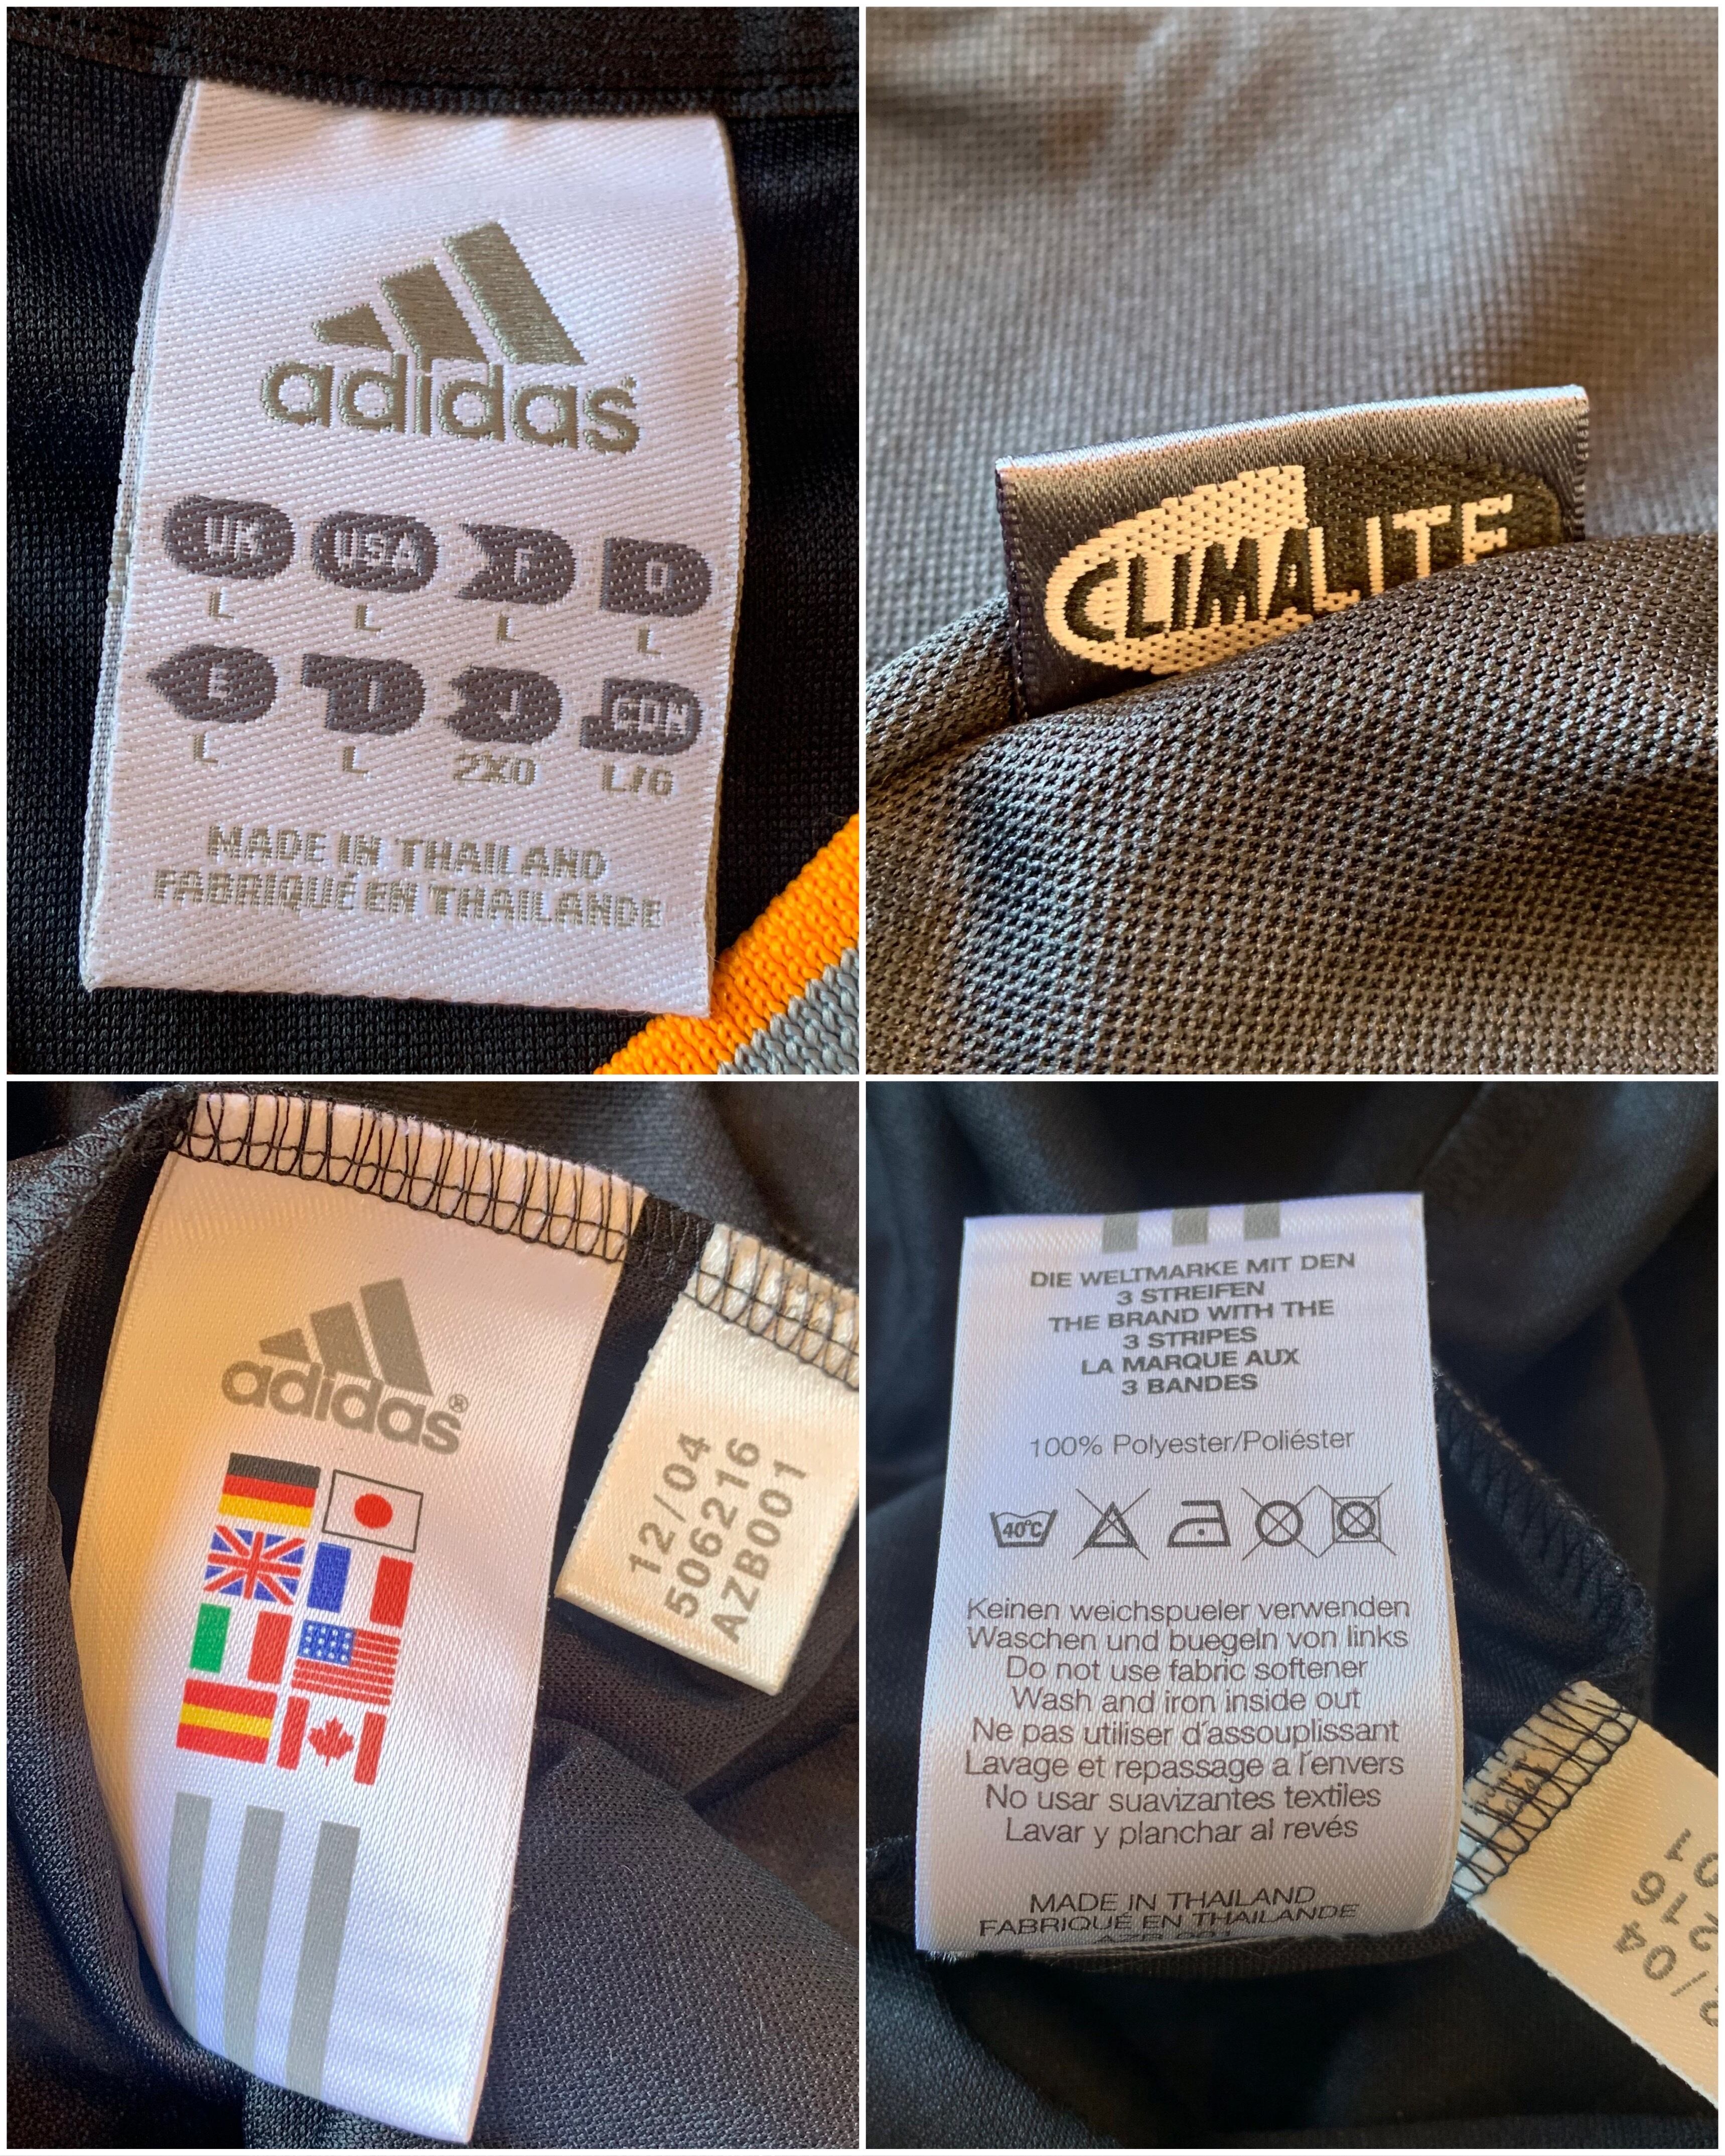 adidas
UK USA F D
L L L L
E I J CDN
L L 2XO L/G
MADE IN THAILAND
FABRIQUÉ EN THAILANDE
CLIMALITE
adidas®
12/04
506216
AZB001
DIE WELTMARKE MIT DEN
3 STREIFEN
THE BRAND WITH THE
3 STRIPES
LA MARQUE AUX
3 BANDES
100% Polyester/Poliéster
40°C
Keinen weichspueler verwenden
Waschen und buegeln von links
Do not use fabric softener
Wash and iron inside out
Ne pas utiliser d'assouplissant
Lavage et repassage a l'envers
No usar suavizantes textiles
Lavar y planchar al revés
MADE IN THAILAND
FABRIQUÉ EN THAILANDE
AZB 001